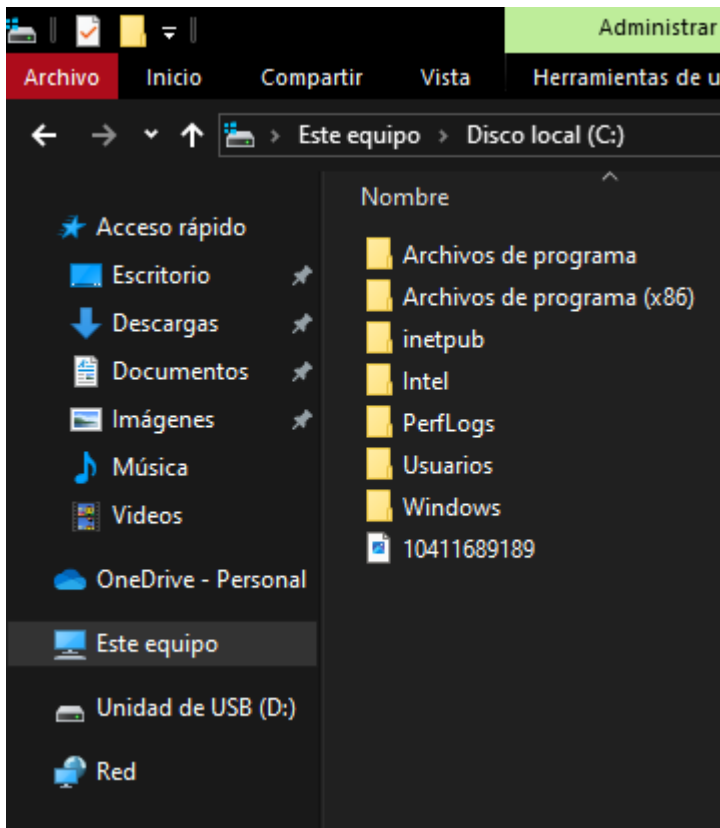 Administrar
Archivo Inicio Compartir Vista Herramientas de u
Este equipo > Disco local (C:)
Nombre
Acceso rápido
Escritorio
Descargas
Documentos
Imágenes
Música
Videos
OneDrive - Personal
Este equipo
Unidad de USB (D:)
Red
Archivos de programa
Archivos de programa (x86)
inetpub
Intel
PerfLogs
Usuarios
Windows
10411689189